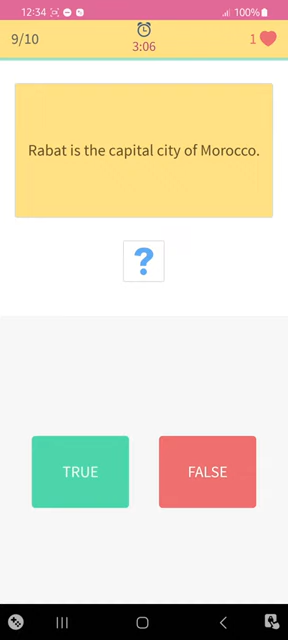 12:34
100%
9/10
3:06
1
Rabat is the capital city of Morocco.
?
TRUE
FALSE